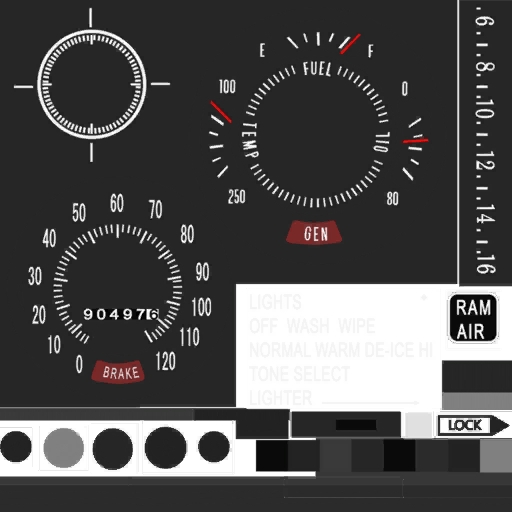 E
FUEL
F
100
0
TEMP
OIL
250
80
GEN
.6.ı.8.ı.10.ı.12.ı.14.ı.16
50
60
70
40
80
30
90
20
100
10
110
0
120
904976
BRAKE
LIGHTS
OFF WASH WIPE
NORMAL WARM DE-ICE HI
TONE SELECT
LIGHTER
RAM
AIR
LOCK